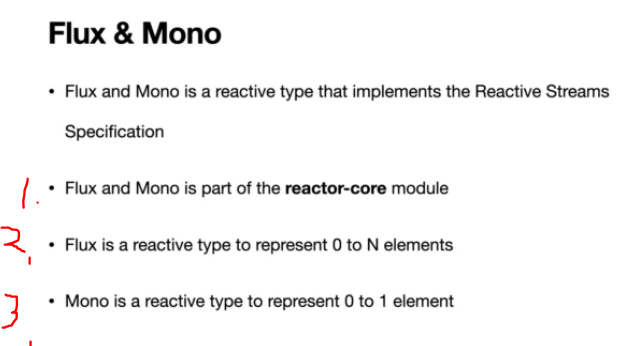 Flux & Mono
• Flux and Mono is a reactive type that implements the Reactive Streams
Specification
1. • Flux and Mono is part of the reactor-core module
2. • Flux is a reactive type to represent 0 to N elements
3. • Mono is a reactive type to represent 0 to 1 element